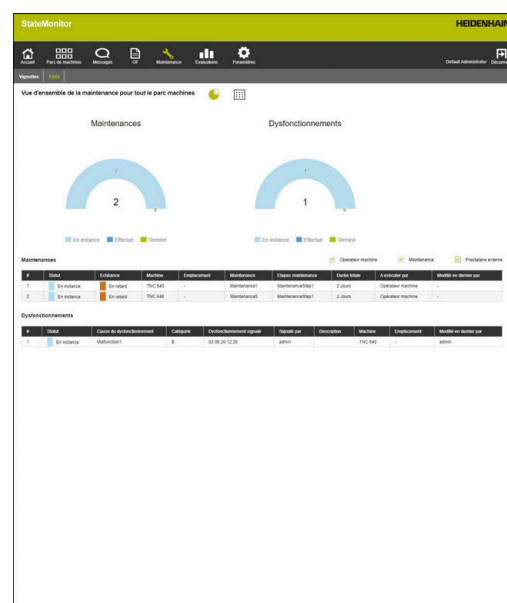 StateMonitor
HEIDENHAIN
Accueil Parc de machines Messages OF Maintenance Evaluations Paramètres Default Administrator Déconn
Vignettes Etats
Vue d'ensemble de la maintenance pour tout le parc machines
Maintenances Dysfonctionnements
2 1
En instance Effectué Terminé En instance Effectué Terminé
Maintenances Opérateur machine Maintenance Prestataire externe
# Statut Echéance Machine Emplacement Maintenance Etapes maintenance Durée totale A exécuter par Modifié en dernier par
1 En instance En retard TNC 640 - Maintenance1 MaintenanceStep1 2 Jours Opérateur machine -
2 En instance En retard TNC 640 - Maintenance5 MaintenanceStep1 2 Jours Opérateur machine -
Dysfonctionnements
# Statut Cause du dysfonctionnement Catégorie Dysfonctionnement signalé Signalé par Description Machine Emplacement Modifié en dernier par
1 En instance Malfunction1 B 02.09.20 12:28 admin TNC 640 - admin